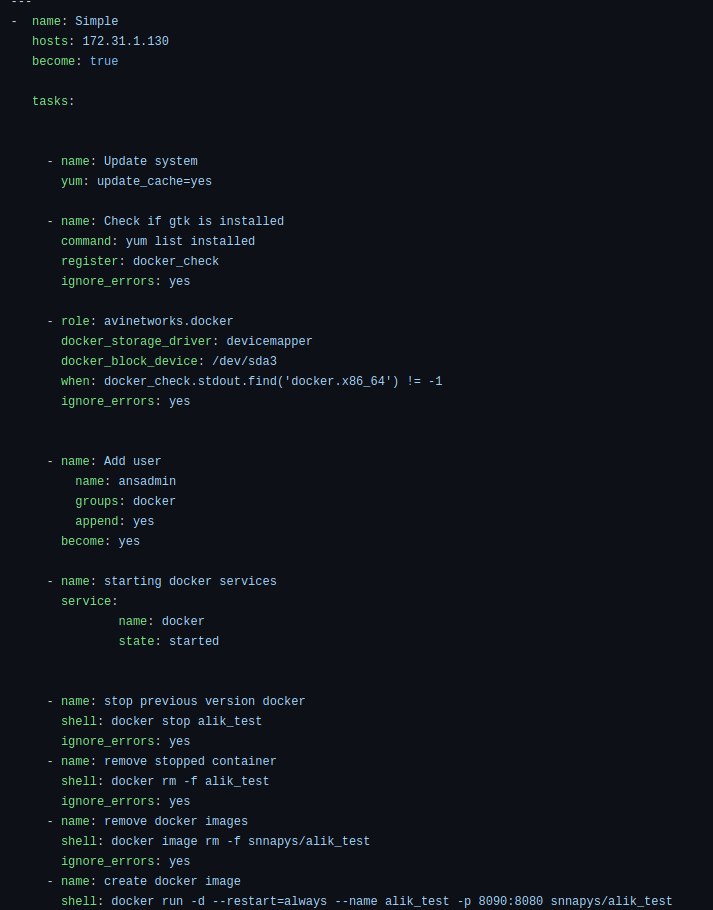 ---
- name: Simple
hosts: 172.31.1.130
become: true
tasks:
- name: Update system
yum: update_cache=yes
- name: Check if gtk is installed
command: yum list installed
register: docker_check
ignore_errors: yes
- role: avinetworks.docker
docker_storage_driver: devicemapper
docker_block_device: /dev/sda3
when: docker_check.stdout.find('docker.x86_64') != -1
ignore_errors: yes
- name: Add user
name: ansadmin
groups: docker
append: yes
become: yes
- name: starting docker services
service:
name: docker
state: started
- name: stop previous version docker
shell: docker stop alik_test
ignore_errors: yes
- name: remove stopped container
shell: docker rm -f alik_test
ignore_errors: yes
- name: remove docker images
shell: docker image rm -f snnapys/alik_test
ignore_errors: yes
- name: create docker image
shell: docker run -d --restart=always --name alik_test -p 8090:8080 snnapys/alik_test